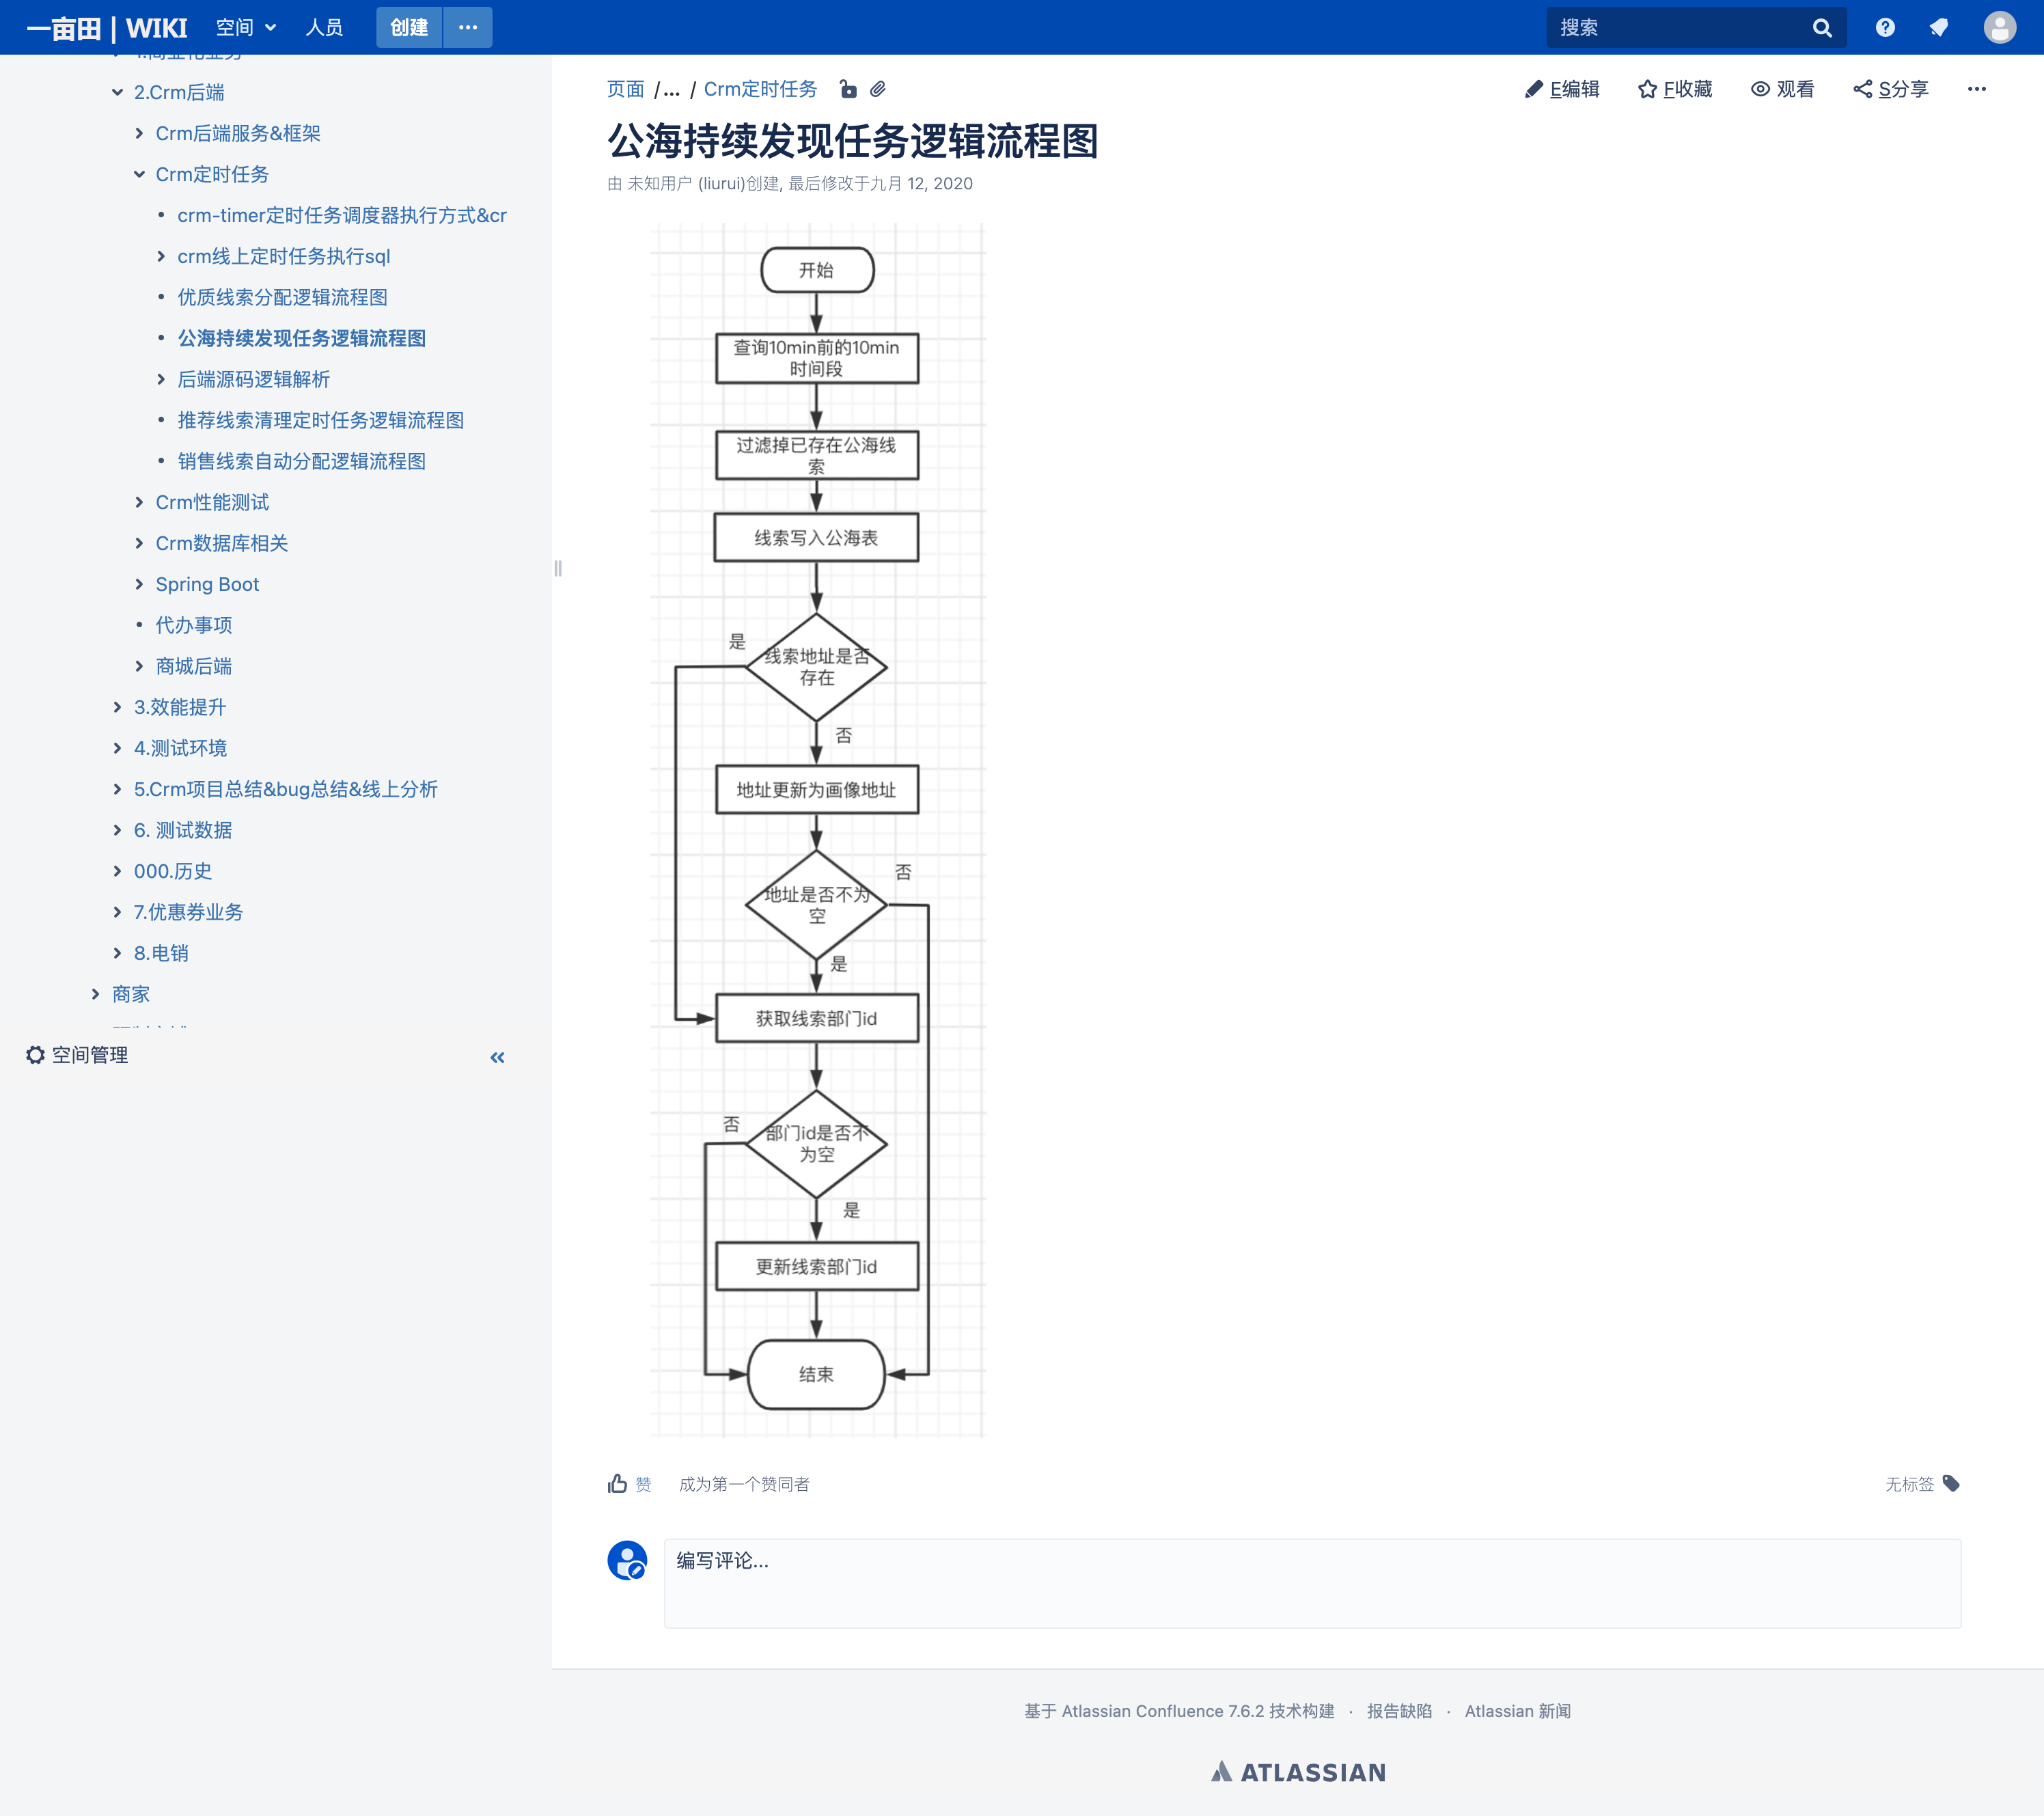 一亩田 | WIKI
空间
人员
创建
搜索
2.Crm后端
Crm后端服务&框架
Crm定时任务
crm-timer定时任务调度器执行方式&cr
crm线上定时任务执行sql
优质线索分配逻辑流程图
公海持续发现任务逻辑流程图
后端源码逻辑解析
推荐线索清理定时任务逻辑流程图
销售线索自动分配逻辑流程图
Crm性能测试
Crm数据库相关
Spring Boot
代办事项
商城后端
3.效能提升
4.测试环境
5.Crm项目总结&bug总结&线上分析
6. 测试数据
000.历史
7.优惠券业务
8.电销
商家
空间管理
页面 /... / Crm定时任务
E编辑
F收藏
观看
S分享
公海持续发现任务逻辑流程图
由 未知用户 (liurui)创建, 最后修改于九月 12, 2020
开始
查询10min前的10min
时间段
过滤掉已存在公海线
索
线索写入公海表
是
线索地址是否
存在
否
地址更新为画像地址
否
地址是否不为
空
是
获取线索部门id
否
部门id是否不
为空
是
更新线索部门id
结束
赞
成为第一个赞同者
无标签
编写评论...
基于 Atlassian Confluence 7.6.2 技术构建 · 报告缺陷 · Atlassian 新闻
ATLASSIAN